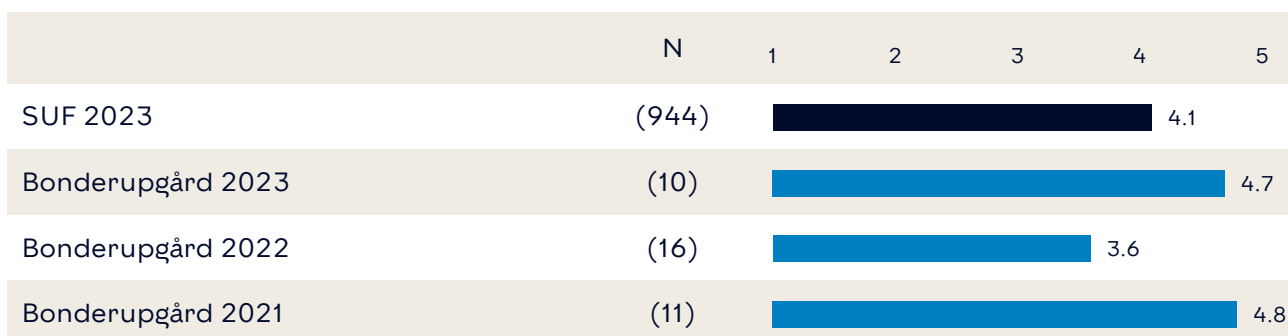 N 1 2 3 4 5
SUF 2023 (944) 4.1
Bonderupgård 2023 (10) 4.7
Bonderupgård 2022 (16) 3.6
Bonderupgård 2021 (11) 4.8